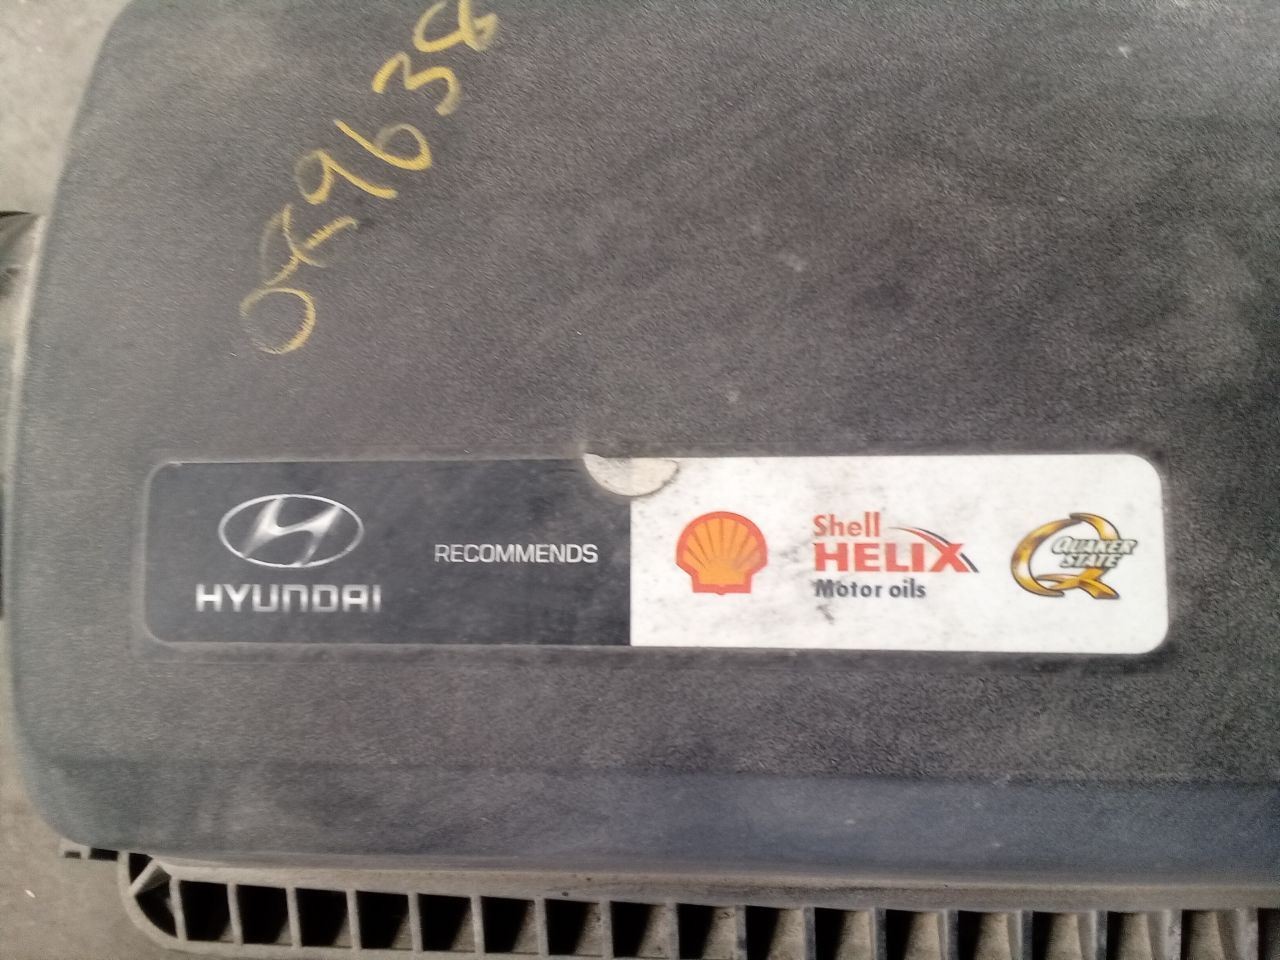 HYUNDAI
RECOMMENDS
Shell
HELIX
Motor oils
QUAKER
STATE